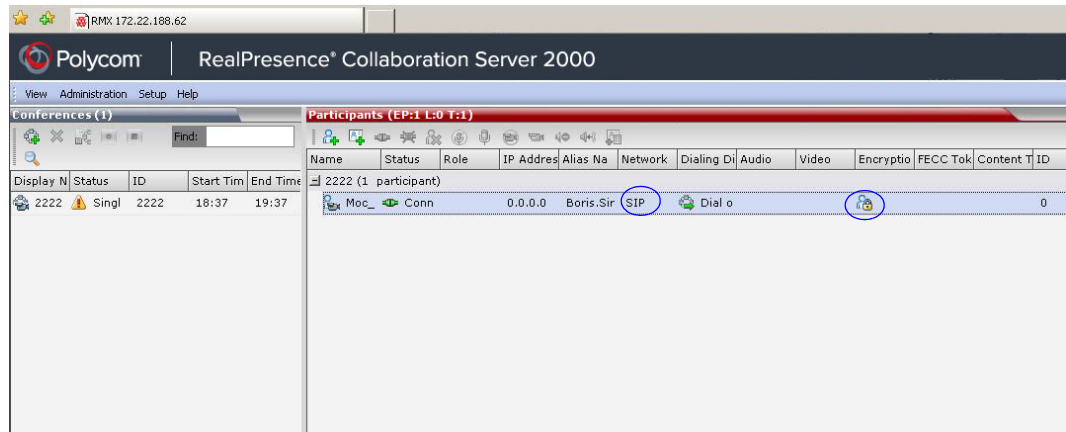 RMX 172.22.188.62
Polycom RealPresence® Collaboration Server 2000
View Administration Setup Help
Conferences (1)
Find:
Display N Status ID Start Tim End Time
2222 Singl 2222 18:37 19:37
Participants (EP:1 L:0 T:1)
Name Status Role IP Addres Alias Na Network Dialing Di Audio Video Encryptio FECC Tok Content T ID
2222 (1 participant)
Moc_ Conn 0.0.0.0 Boris.Sir SIP Dial o 0